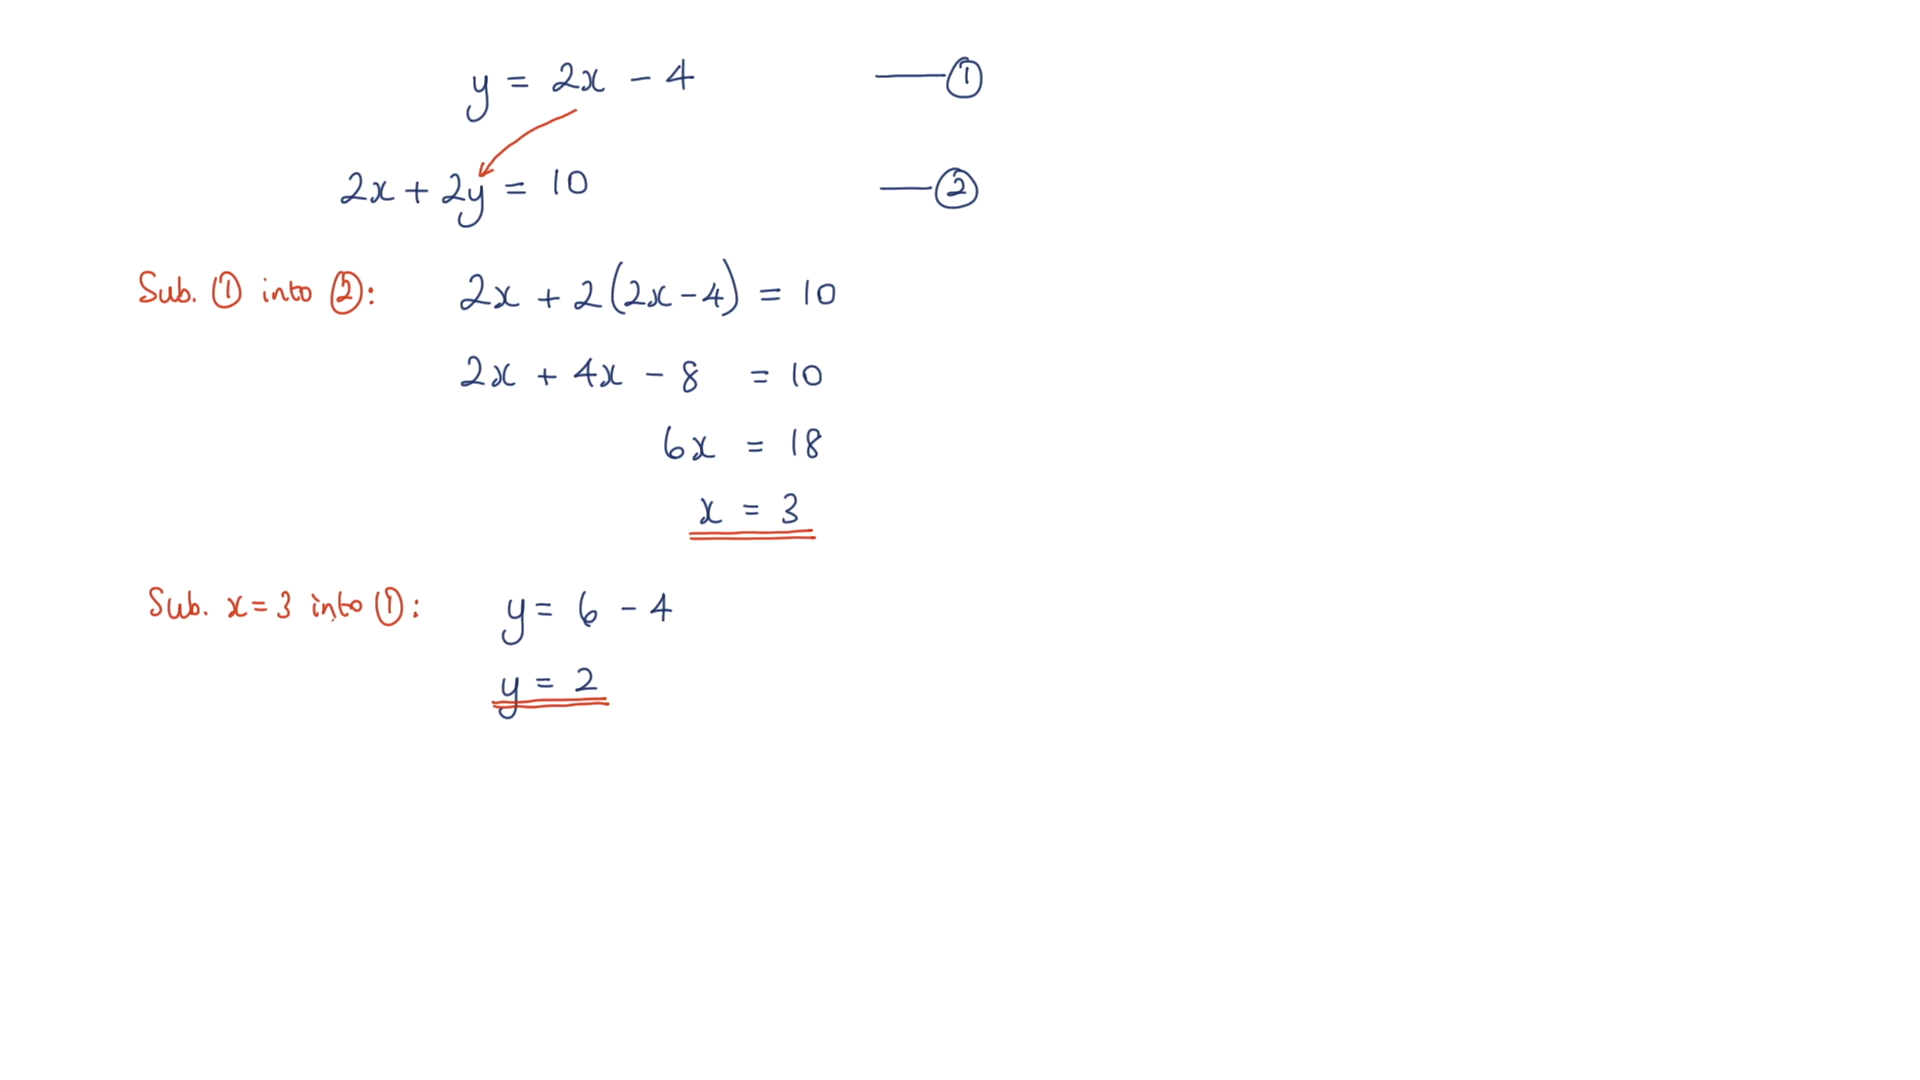 y = 2x - 4 ——①
2x + 2y = 10 ——②
Sub. ① into ②: 2x + 2(2x-4) = 10
2x + 4x - 8 = 10
6x = 18
x = 3
Sub. x=3 into ①: y = 6 - 4
y = 2